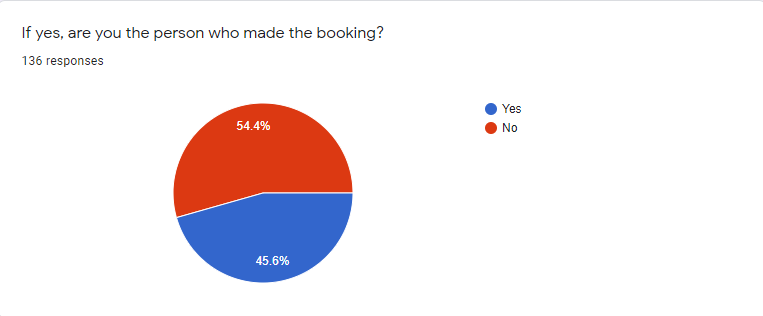 If yes, are you the person who made the booking?
136 responses
54.4%
45.6%
Yes
No